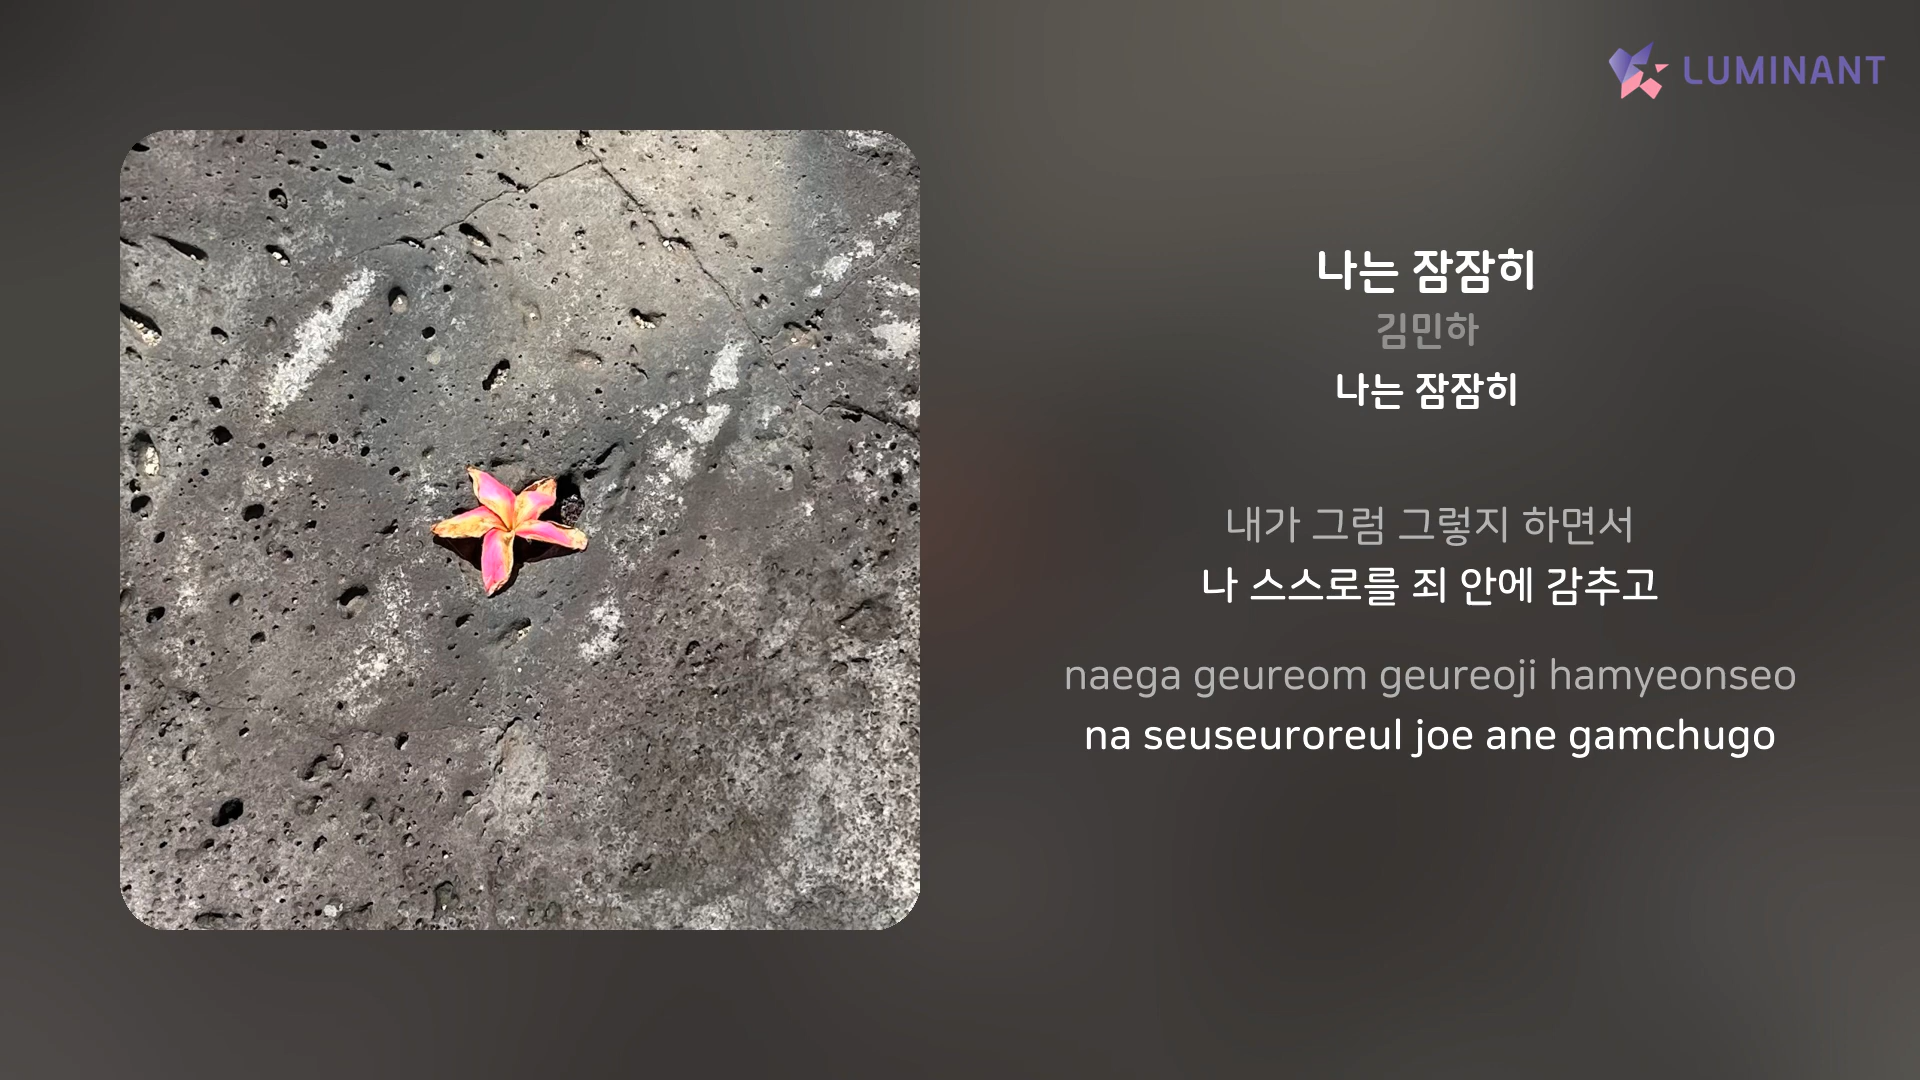 LUMINANT
나는 잠잠히
김민하
나는 잠잠히
내가 그럼 그렇지 하면서
나 스스로를 죄 안에 감추고
naega geureom geureoji hamyeonseo
na seuseuroreul joe ane gamchugo